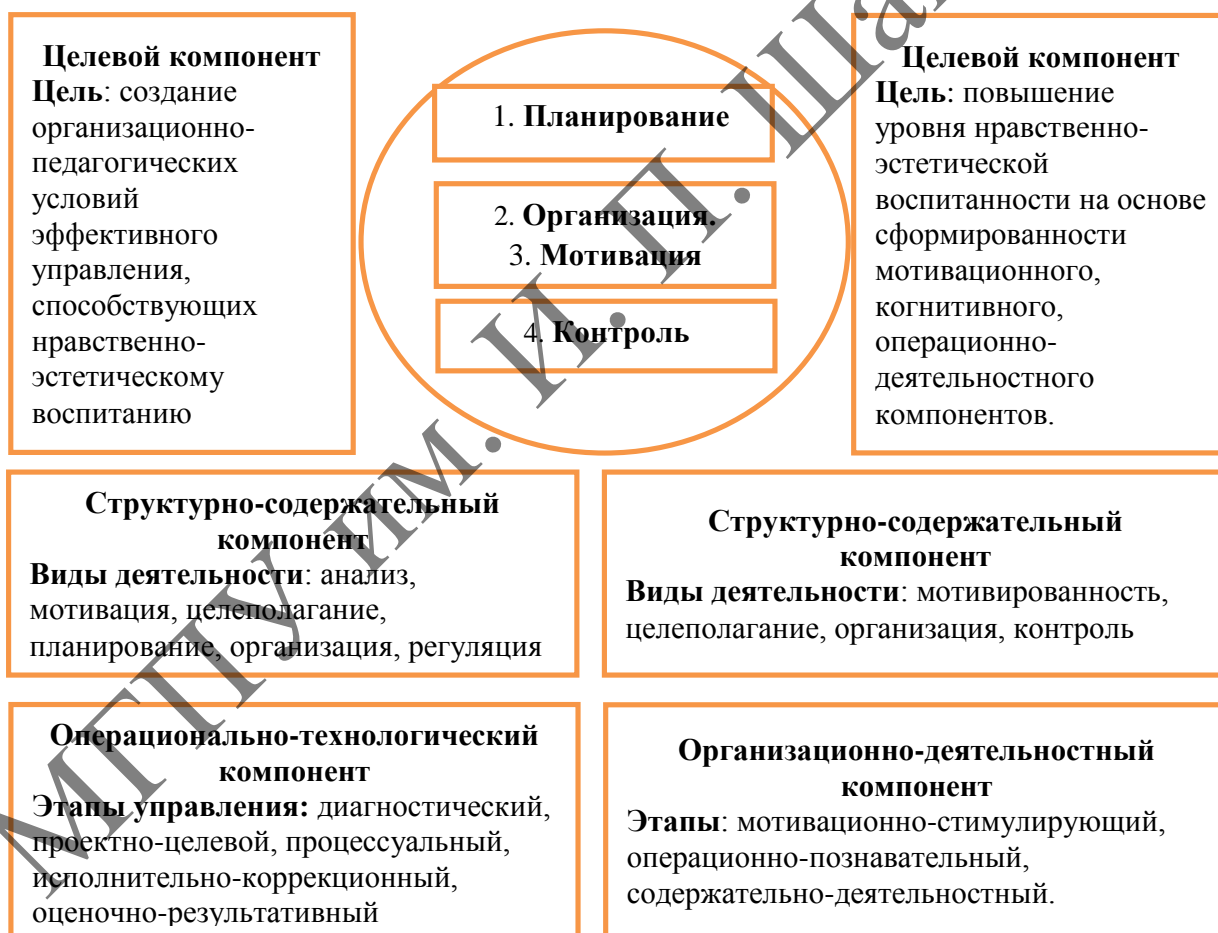 Целевой компонент
Цель: создание
организационно-
педагогических
условий
эффективного
управления,
способствующих
нравственно-
эстетическому
воспитанию
1. Планирование
2. Организация.
3. Мотивация
4. Контроль
Целевой компонент
Цель: повышение
уровня нравственно-
эстетической
воспитанности на основе
сформированности
мотивационного,
когнитивного,
операционно-
деятельностного
компонентов.
Структурно-содержательный
компонент
Виды деятельности: анализ,
мотивация, целеполагание,
планирование, организация, регуляция
Структурно-содержательный
компонент
Виды деятельности: мотивированность,
целеполагание, организация, контроль
Операционально-технологический
компонент
Этапы управления: диагностический,
проектно-целевой, процессуальный,
исполнительно-коррекционный,
оценочно-результативный
Организационно-деятельностный
компонент
Этапы: мотивационно-стимулирующий,
операционно-познавательный,
содержательно-деятельностный.
МГПУ им. И. П.